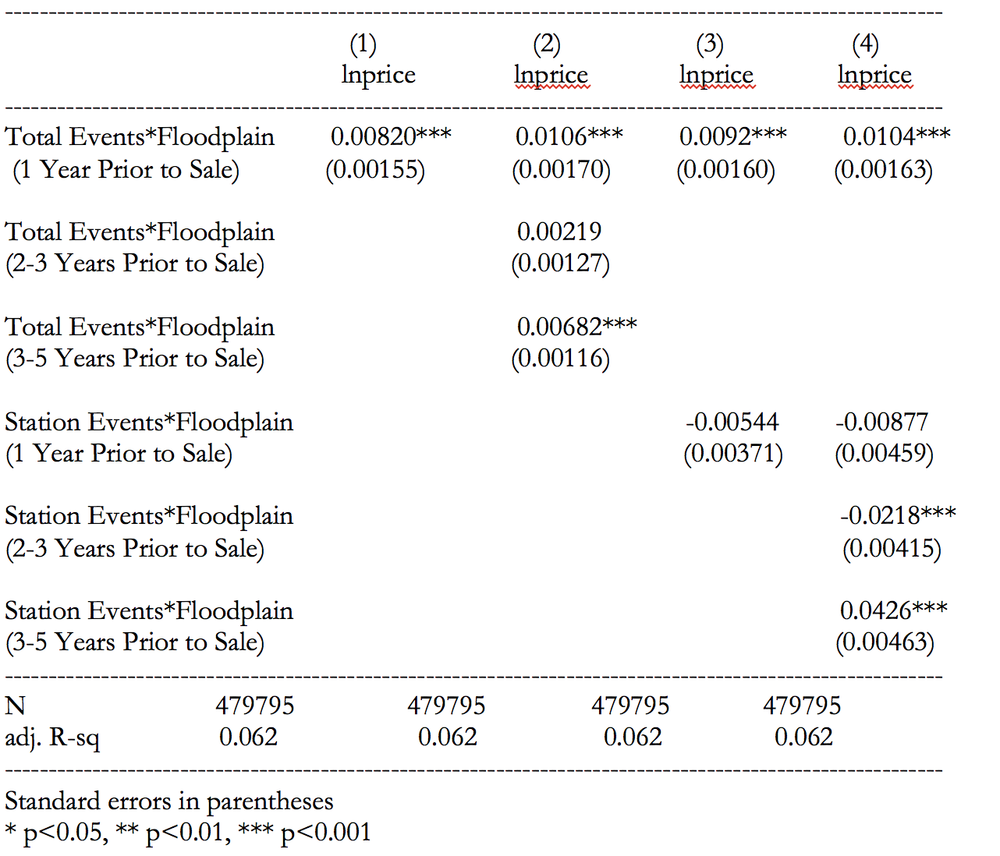 --------------------------------------------------------------------------------
(1) (2) (3) (4)
lnprice lnprice lnprice lnprice
--------------------------------------------------------------------------------
Total Events*Floodplain 0.00820*** 0.0106*** 0.0092*** 0.0104***
(1 Year Prior to Sale) (0.00155) (0.00170) (0.00160) (0.00163)
Total Events*Floodplain 0.00219
(2-3 Years Prior to Sale) (0.00127)
Total Events*Floodplain 0.00682***
(3-5 Years Prior to Sale) (0.00116)
Station Events*Floodplain -0.00544 -0.00877
(1 Year Prior to Sale) (0.00371) (0.00459)
Station Events*Floodplain -0.0218***
(2-3 Years Prior to Sale) (0.00415)
Station Events*Floodplain 0.0426***
(3-5 Years Prior to Sale) (0.00463)
--------------------------------------------------------------------------------
N 479795 479795 479795 479795
adj. R-sq 0.062 0.062 0.062 0.062
--------------------------------------------------------------------------------
Standard errors in parentheses
* p<0.05, ** p<0.01, *** p<0.001